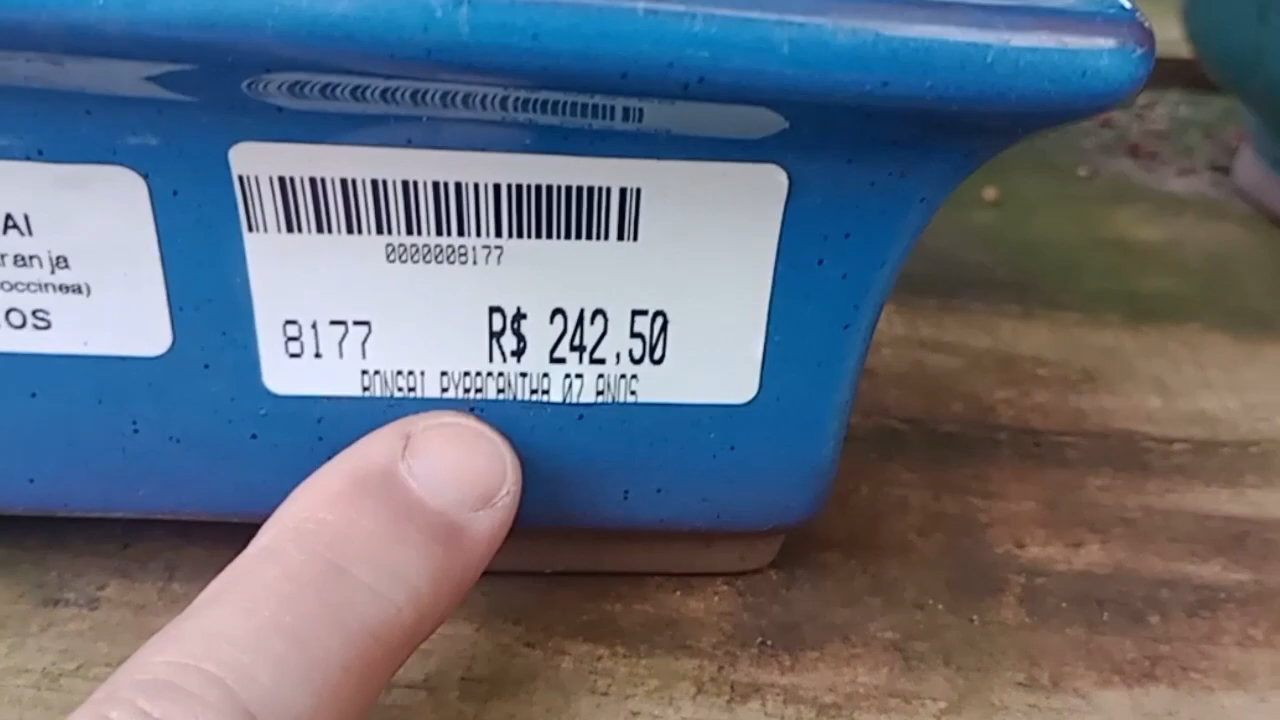 AI
ranja
occinea)
OS
0000008177
8177 R$ 242,50
BONSAI PYRACANTHA 07 ANOS